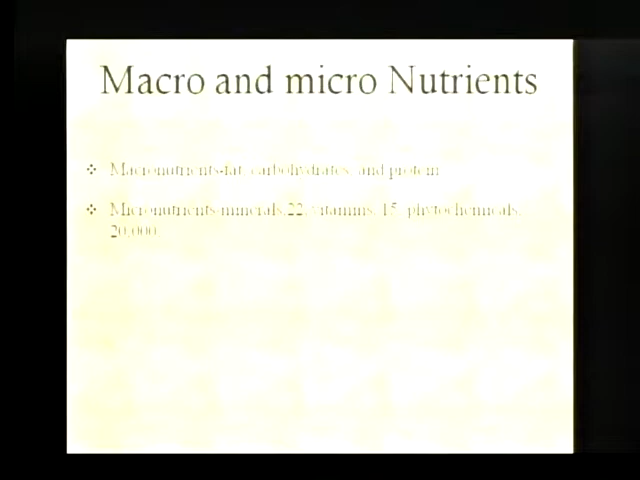 Macro and micro Nutrients
❖ Macronutrients-fat, carbohydrates, and protein
❖ Micronutrients-minerals,22, vitamins, 15, phytochemicals,
20,000